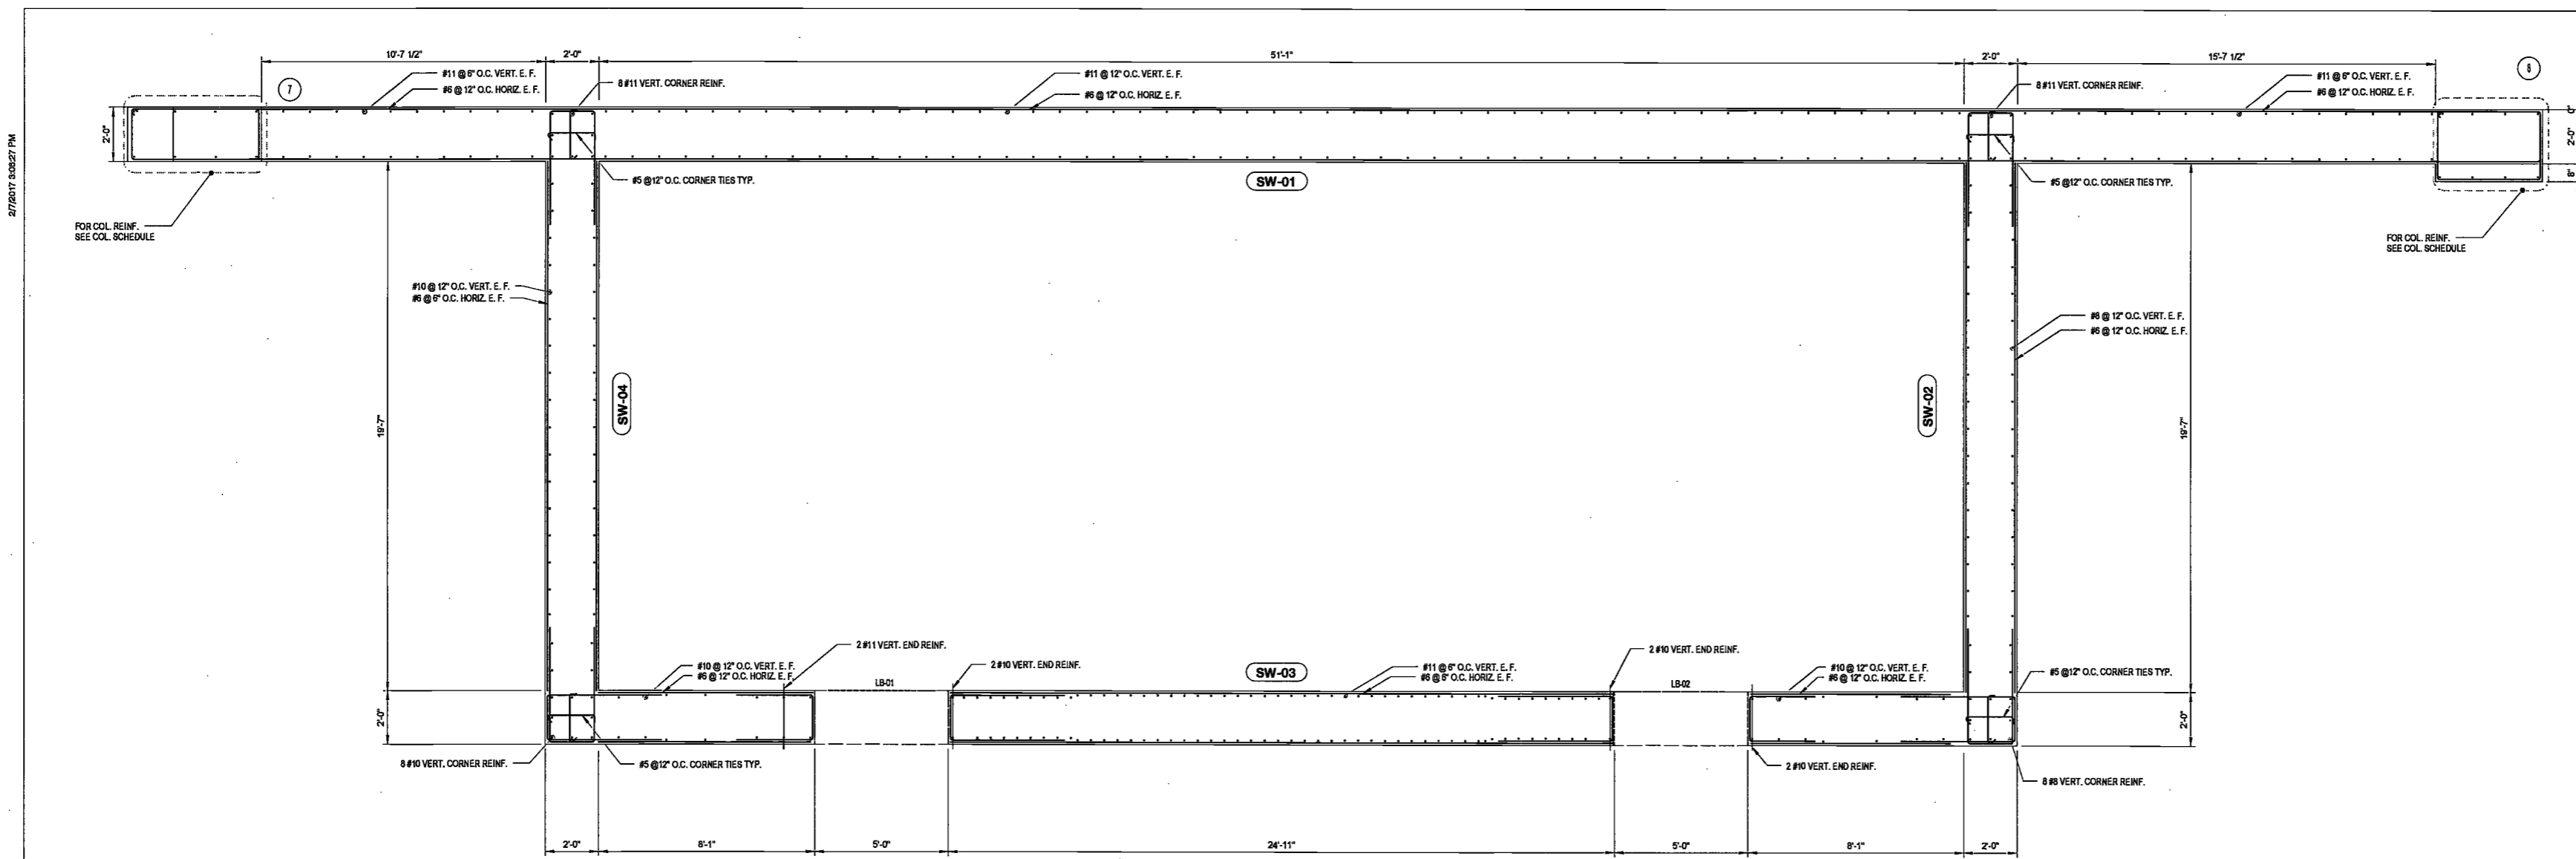 2/7/2017 3:08:27 PM
10'-7 1/2"
2'-0"
51'-1"
2'-0"
15'-7 1/2"
7
#11 @ 6" O.C. VERT. E. F.
#6 @ 12" O.C. HORIZ. E. F.
8 #11 VERT. CORNER REINF.
#11 @ 12" O.C. VERT. E. F.
#6 @ 12" O.C. HORIZ. E. F.
8 #11 VERT. CORNER REINF.
#11 @ 6" O.C. VERT. E. F.
#6 @ 12" O.C. HORIZ. E. F.
2'-0"
2'-0"
#5 @12" O.C. CORNER TIES TYP.
SW-01
#5 @12" O.C. CORNER TIES TYP.
FOR COL. REINF.
SEE COL. SCHEDULE
FOR COL. REINF.
SEE COL. SCHEDULE
#10 @ 12" O.C. VERT. E. F.
#6 @ 6" O.C. HORIZ. E. F.
#8 @ 12" O.C. VERT. E. F.
#6 @ 12" O.C. HORIZ. E. F.
19'-7"
SW-04
SW-02
19'-7"
2 #11 VERT. END REINF.
2 #10 VERT. END REINF.
#10 @ 12" O.C. VERT. E. F.
#6 @ 12" O.C. HORIZ. E. F.
LB-01
2 #10 VERT. END REINF.
SW-03
#11 @ 6" O.C. VERT. E. F.
#6 @ 6" O.C. HORIZ. E. F.
LB-02
#10 @ 12" O.C. VERT. E. F.
#6 @ 12" O.C. HORIZ. E. F.
#5 @12" O.C. CORNER TIES TYP.
2'-0"
2'-0"
8 #10 VERT. CORNER REINF.
#5 @12" O.C. CORNER TIES TYP.
2 #10 VERT. END REINF.
8 #8 VERT. CORNER REINF.
2'-0"
8'-1"
5'-0"
24'-11"
5'-0"
8'-1"
2'-0"